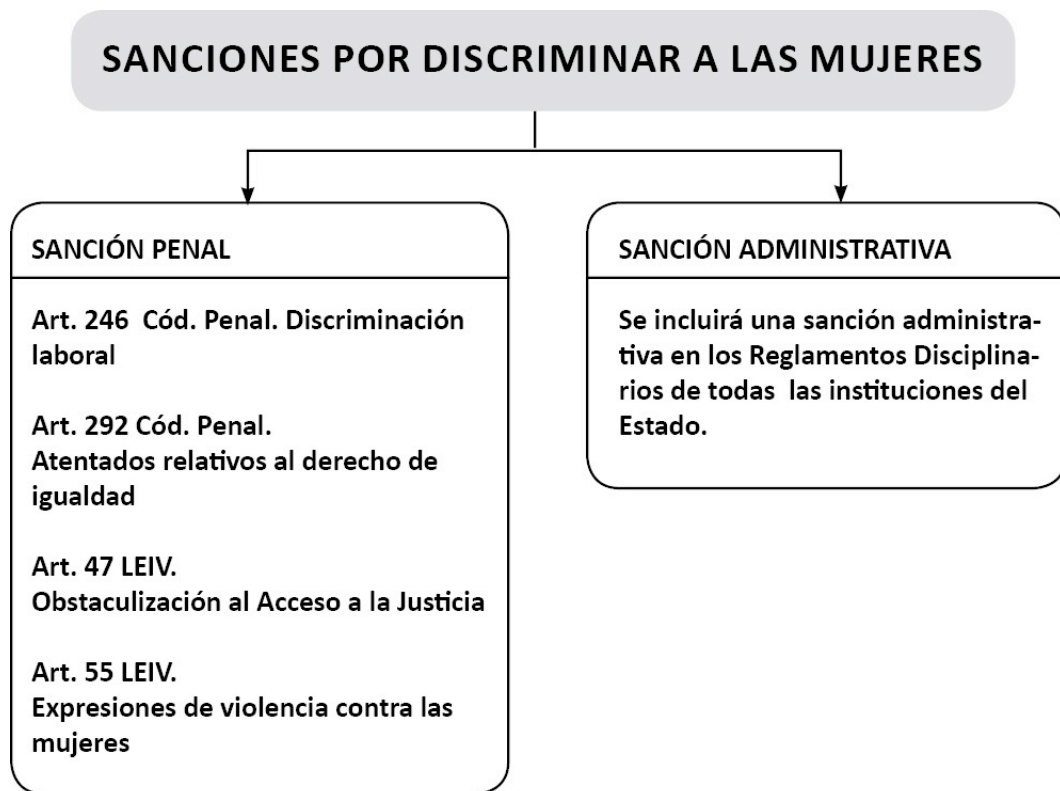 SANCIONES POR DISCRIMINAR A LAS MUJERES
SANCIÓN PENAL
Art. 246 Cód. Penal. Discriminación
laboral
Art. 292 Cód. Penal.
Atentados relativos al derecho de
igualdad
Art. 47 LEIV.
Obstaculización al Acceso a la Justicia
Art. 55 LEIV.
Expresiones de violencia contra las
mujeres
SANCIÓN ADMINISTRATIVA
Se incluirá una sanción administra-
tiva en los Reglamentos Disciplina-
rios de todas las instituciones del
Estado.